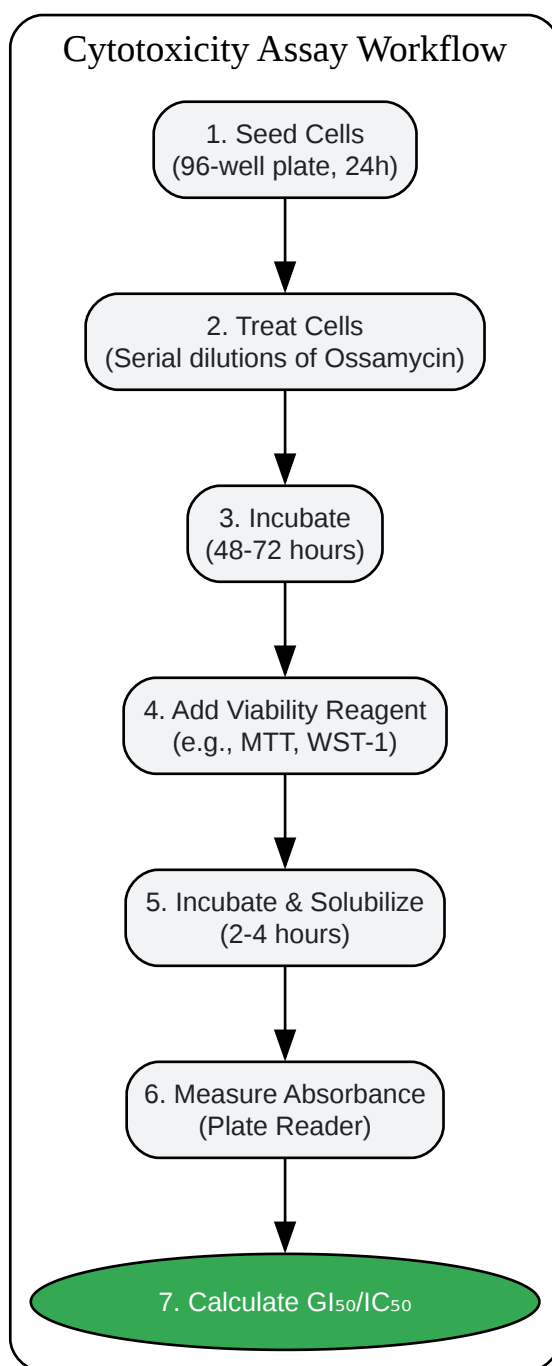 Cytotoxicity Assay Workflow
1. Seed Cells
(96-well plate, 24h)
2. Treat Cells
(Serial dilutions of Ossamycin)
3. Incubate
(48-72 hours)
4. Add Viability Reagent
(e.g., MTT, WST-1)
5. Incubate & Solubilize
(2-4 hours)
6. Measure Absorbance
(Plate Reader)
7. Calculate GI₅₀/IC₅₀